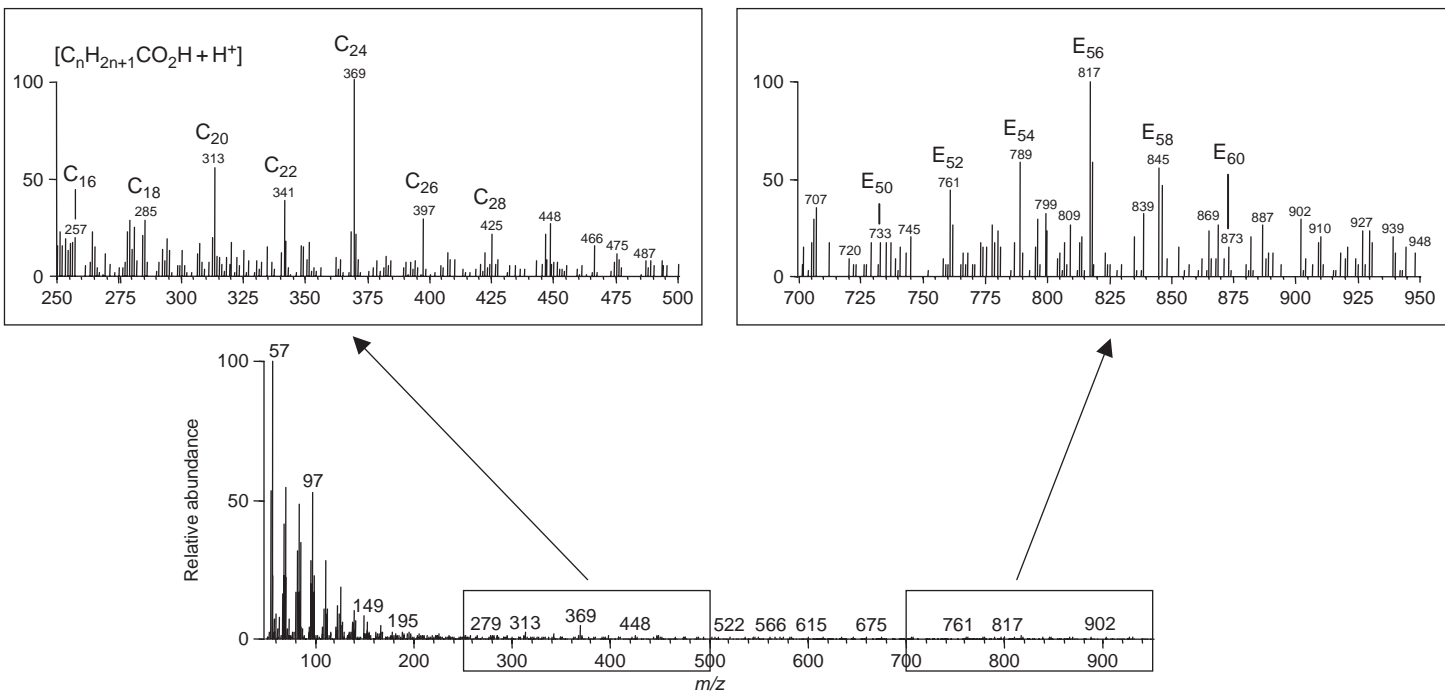 [CnH2n+1CO2H + H+]
C24
369
100
C20
313
C22
341
C16
257
C18
285
C26
397
C28
425
448
466
475
487
50
0
250 275 300 325 350 375 400 425 450 475 500
E56
817
100
E54
789
E58
845
E52
761
E60
873
E50
733
707
720
745
799
809
839
869
887
902
910
927
939
948
50
0
700 725 750 775 800 825 850 875 900 925 950
Relative abundance
100
50
0
57
97
149
195
279 313 369 448 522 566 615 675 761 817 902
100 200 300 400 500 600 700 800 900
m/z